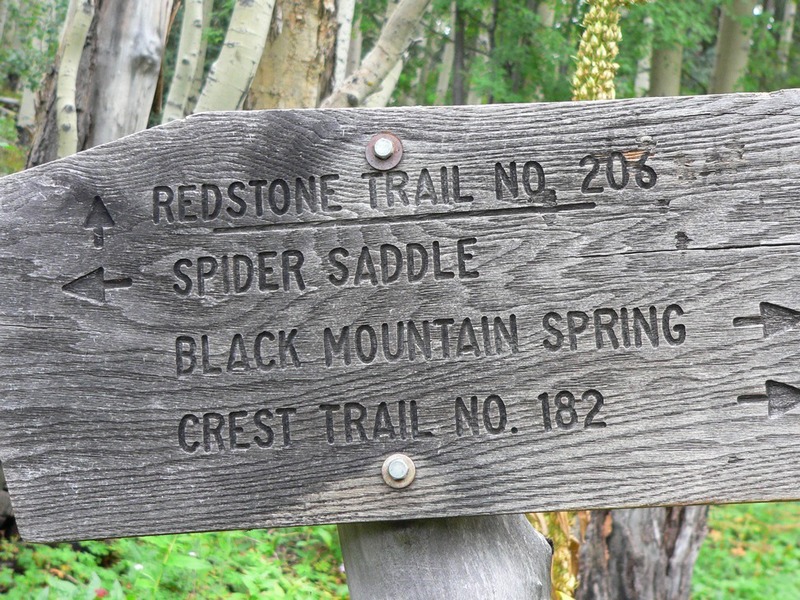 REDSTONE TRAIL NO. 206
SPIDER SADDLE
BLACK MOUNTAIN SPRING
CREST TRAIL NO. 182